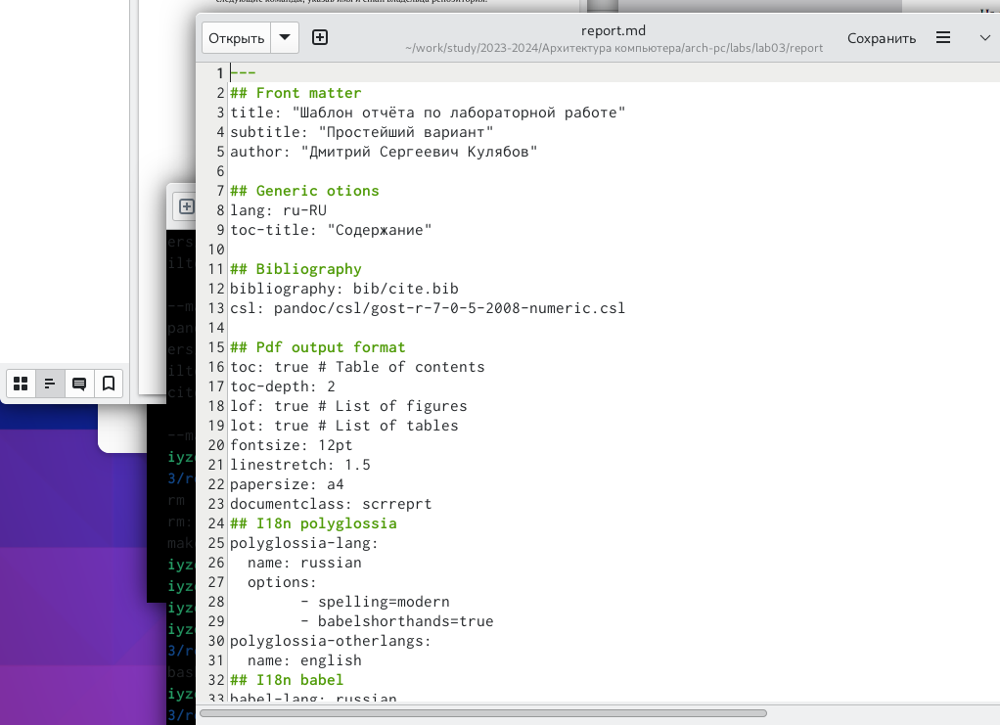 следующие команды, указав имя и email владельца репозитория:
Открыть
report.md
~/work/study/2023-2024/Архитектура компьютера/arch-pc/labs/lab03/report
Сохранить
1 ---
2 ## Front matter
3 title: "Шаблон отчёта по лабораторной работе"
4 subtitle: "Простейший вариант"
5 author: "Дмитрий Сергеевич Кулябов"
6
7 ## Generic otions
8 lang: ru-RU
9 toc-title: "Содержание"
10
11 ## Bibliography
12 bibliography: bib/cite.bib
13 csl: pandoc/csl/gost-r-7-0-5-2008-numeric.csl
14
15 ## Pdf output format
16 toc: true # Table of contents
17 toc-depth: 2
18 lof: true # List of figures
19 lot: true # List of tables
20 fontsize: 12pt
21 linestretch: 1.5
22 papersize: a4
23 documentclass: scrreprt
24 ## I18n polyglossia
25 polyglossia-lang:
26   name: russian
27   options:
28         - spelling=modern
29         - babelshorthands=true
30 polyglossia-otherlangs:
31   name: english
32 ## I18n babel
33 babel-lang: russian
ers
ilt
--m
pan
ers
ilt
cit
--m
iyz
3/r
rm
rm:
mak
iyz
iyz
iyz
iyz
3/r
bas
iyz
3/r